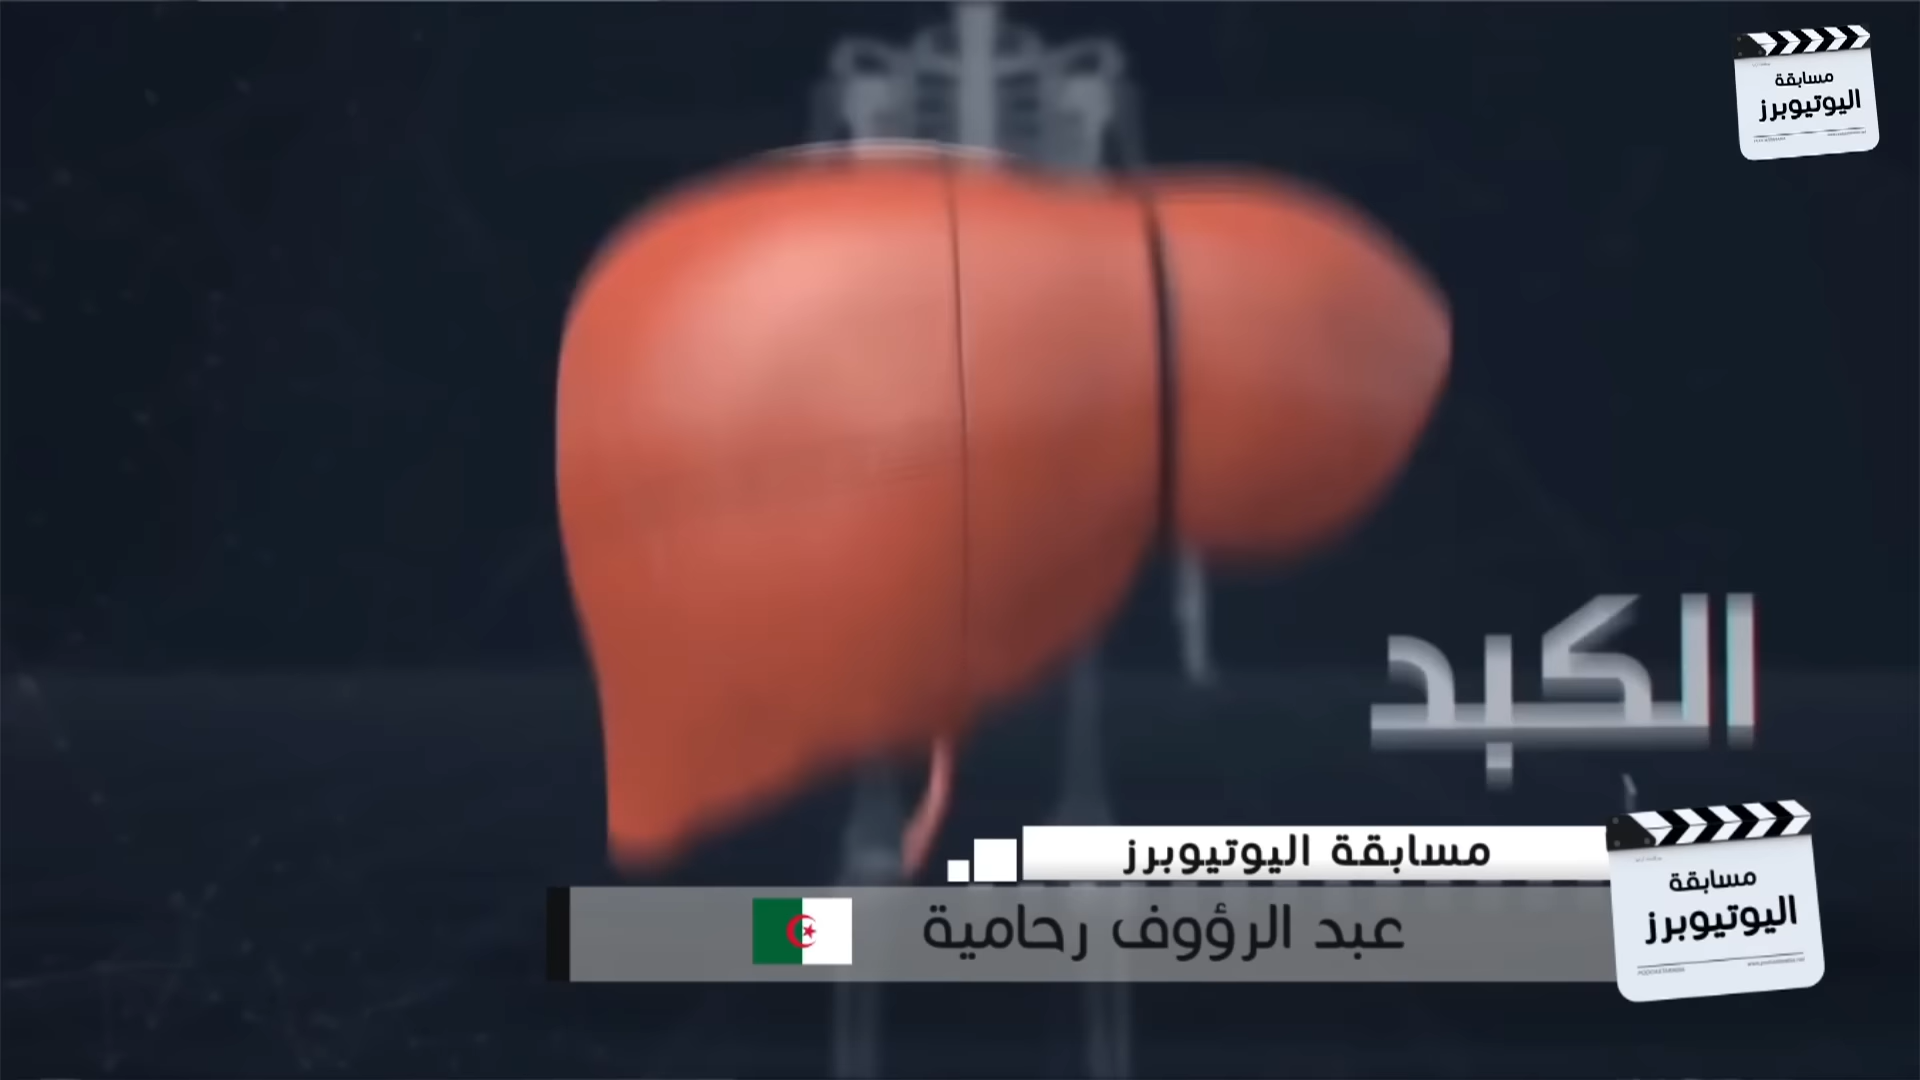 مسابقة
اليوتيوبرز
الكبد
مسابقة اليوتيوبرز
عبد الرؤوف رحامية
مسابقة
اليوتيوبرز